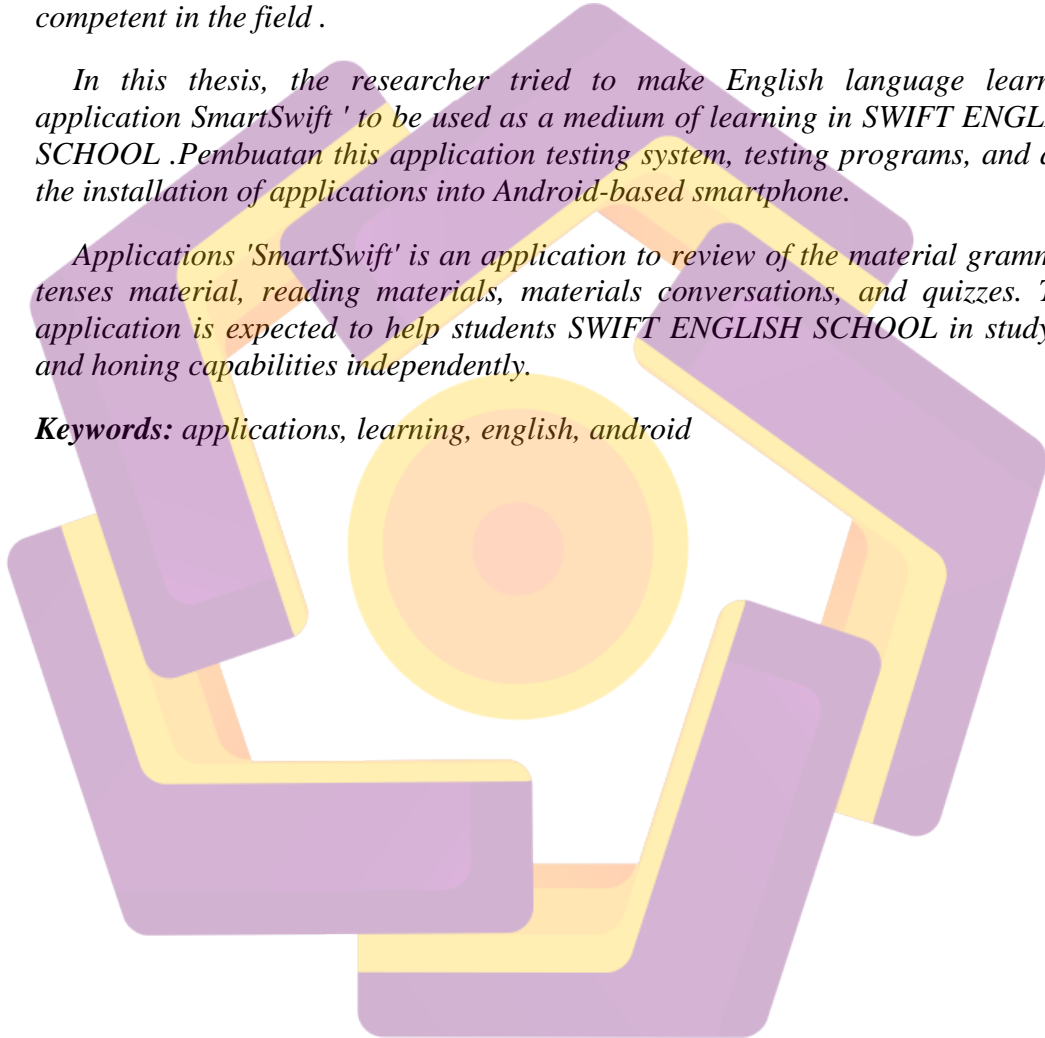 competent in the field .
In this thesis, the researcher tried to make English language learn
application SmartSwift ' to be used as a medium of learning in SWIFT ENGL
SCHOOL .Pembuatan this application testing system, testing programs, and
the installation of applications into Android-based smartphone.
Applications 'SmartSwift' is an application to review of the material gramm
tenses material, reading materials, materials conversations, and quizzes.
application is expected to help students SWIFT ENGLISH SCHOOL in study
and honing capabilities independently.
Keywords: applications, learning, english, android